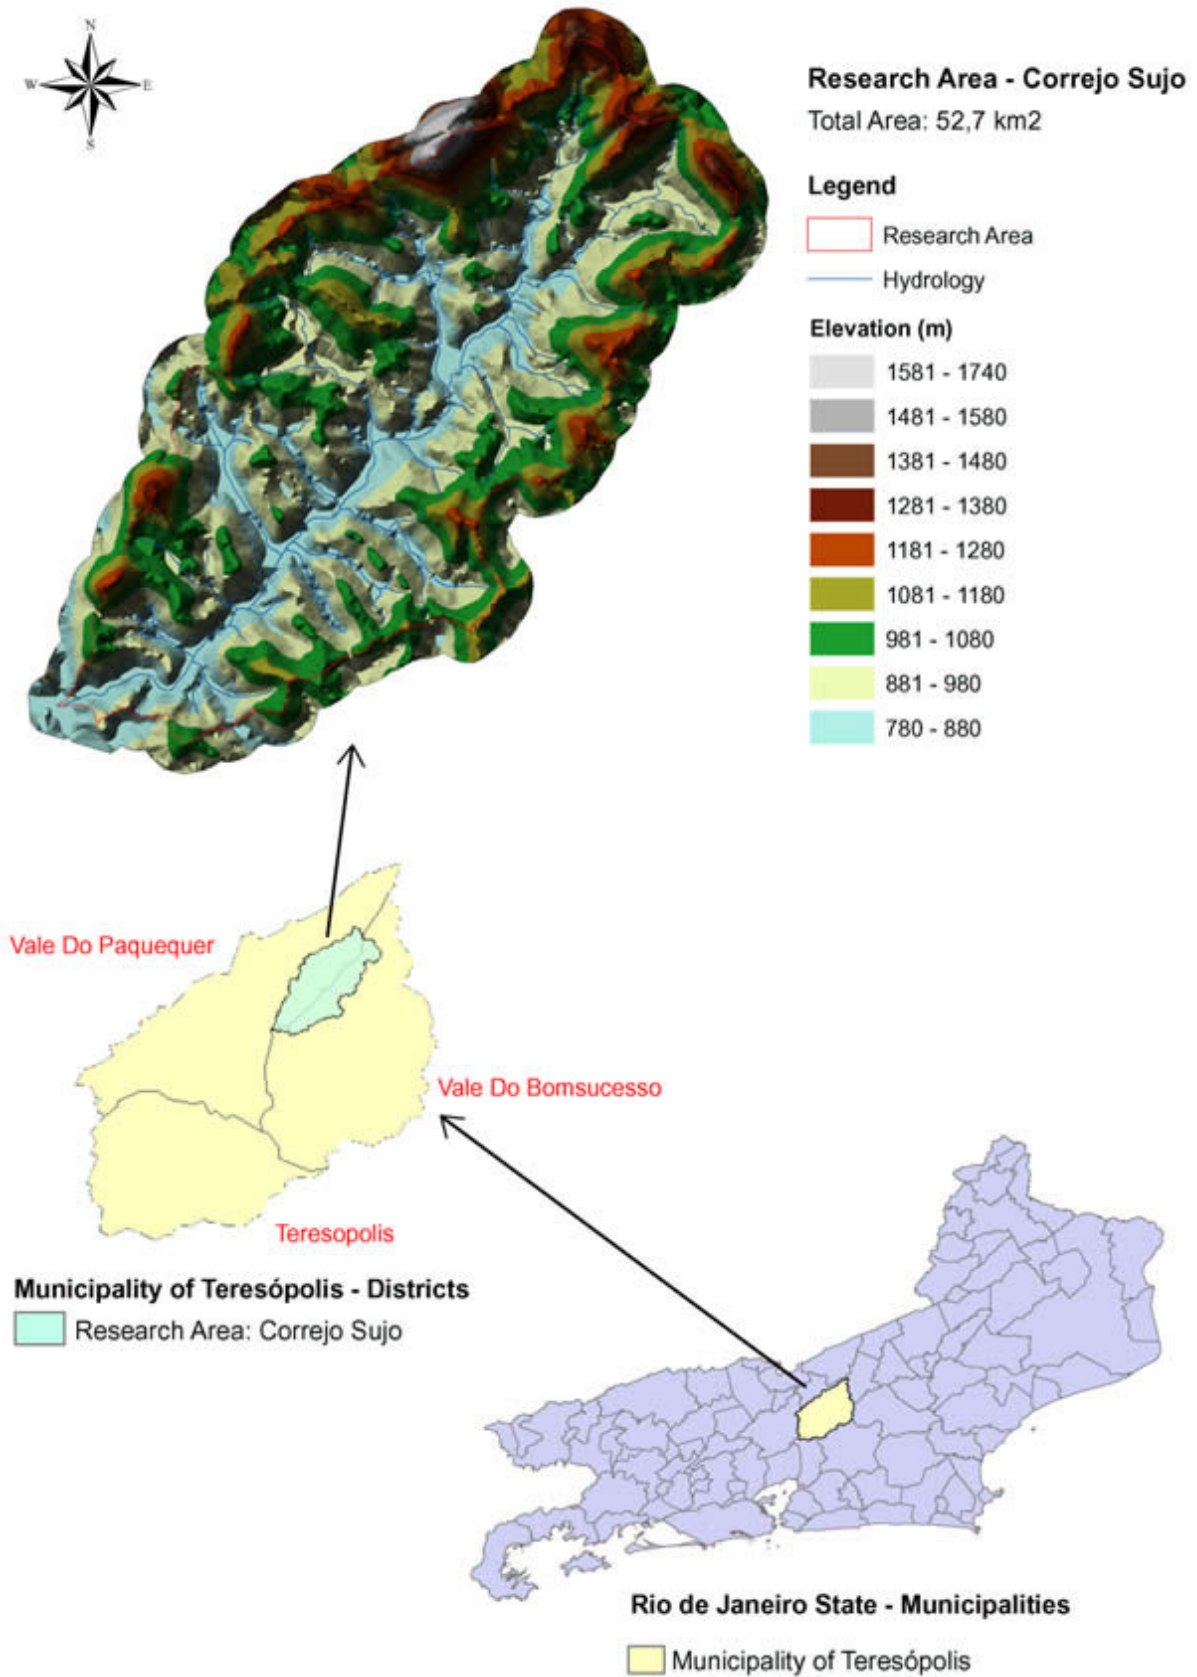 N
W
E
S
Research Area - Correjo Sujo
Total Area: 52,7 km2
Legend
Research Area
Hydrology
Elevation (m)
1581 - 1740
1481 - 1580
1381 - 1480
1281 - 1380
1181 - 1280
1081 - 1180
981 - 1080
881 - 980
780 - 880
Vale Do Paquequer
Vale Do Bomsucesso
Teresopolis
Municipality of Teresópolis - Districts
Research Area: Correjo Sujo
Rio de Janeiro State - Municipalities
Municipality of Teresópolis